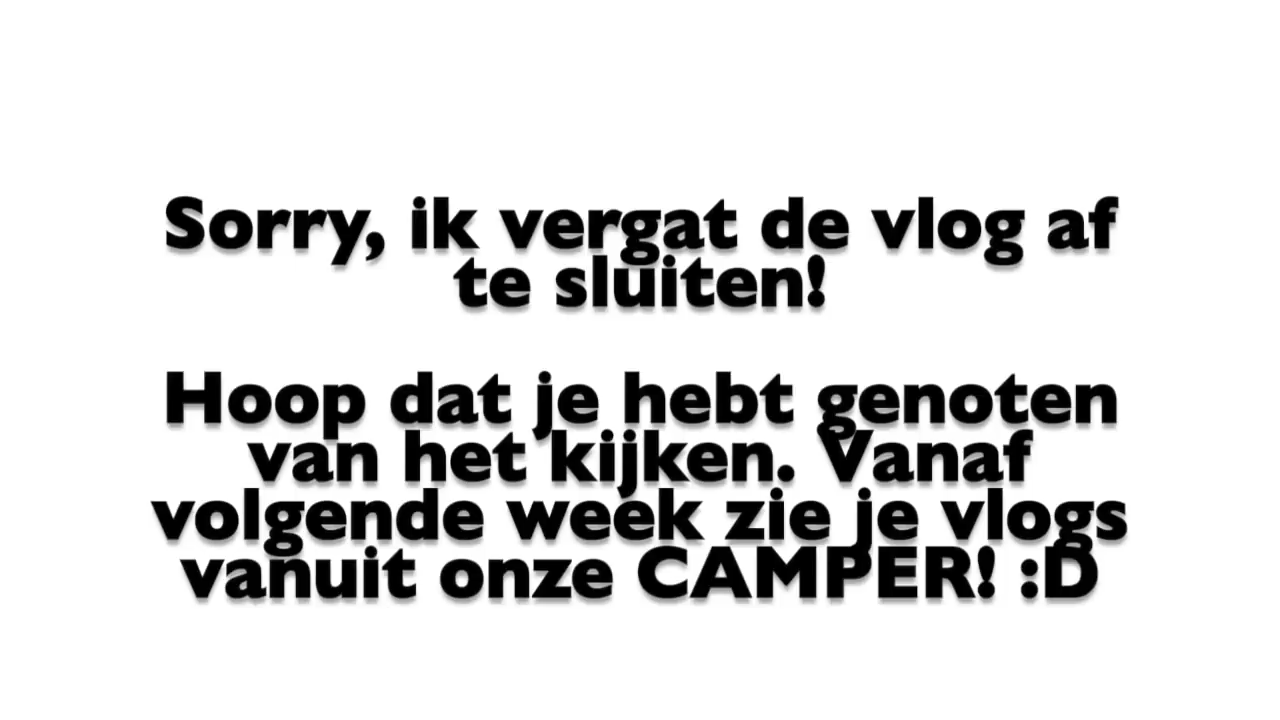 Sorry, ik vergat de vlog af
te sluiten!
Hoop dat je hebt genoten
van het kijken. Vanaf
volgende week zie je vlogs
vanuit onze CAMPER! :D